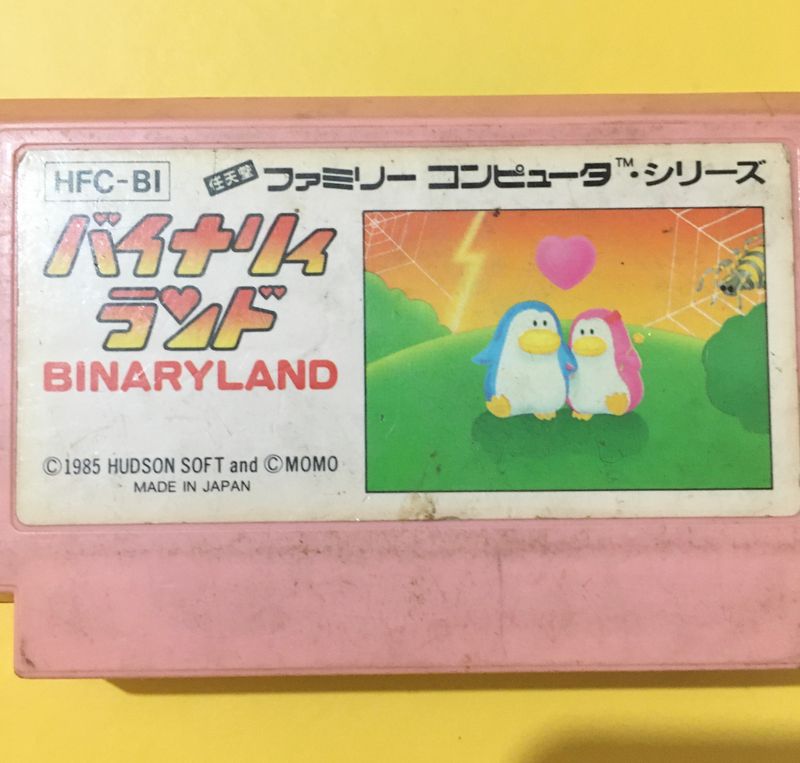 HFC-BI 任天堂 ファミリー コンピュータ™・シリーズ
バイナリィ
ランド
BINARYLAND
©1985 HUDSON SOFT and ©MOMO
MADE IN JAPAN